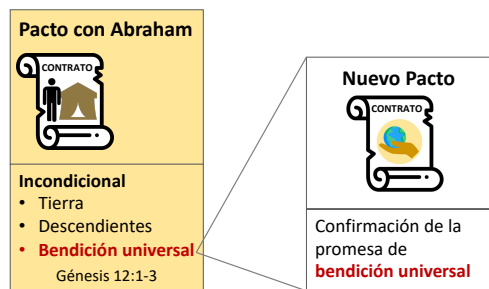 Pacto con Abraham
CONTRATO
Incondicional
• Tierra
• Descendientes
• Bendición universal
Génesis 12:1-3
Nuevo Pacto
CONTRATO
Confirmación de la
promesa de
bendición universal